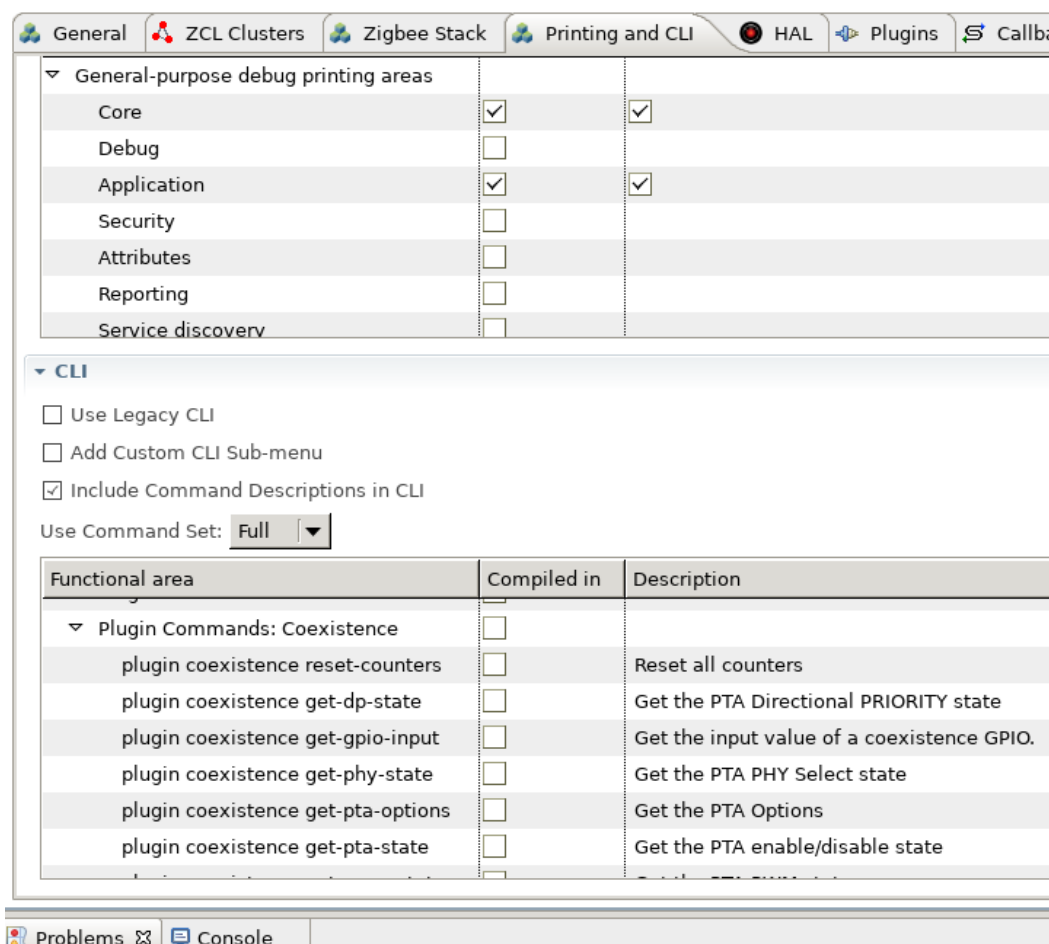 General ZCL Clusters Zigbee Stack Printing and CLI HAL Plugins Callba
General-purpose debug printing areas
Core
Debug
Application
Security
Attributes
Reporting
Service discovery
CLI
Use Legacy CLI
Add Custom CLI Sub-menu
Include Command Descriptions in CLI
Use Command Set: Full
Functional area Compiled in Description
Plugin Commands: Coexistence
plugin coexistence reset-counters Reset all counters
plugin coexistence get-dp-state Get the PTA Directional PRIORITY state
plugin coexistence get-gpio-input Get the input value of a coexistence GPIO.
plugin coexistence get-phy-state Get the PTA PHY Select state
plugin coexistence get-pta-options Get the PTA Options
plugin coexistence get-pta-state Get the PTA enable/disable state
Problems Console